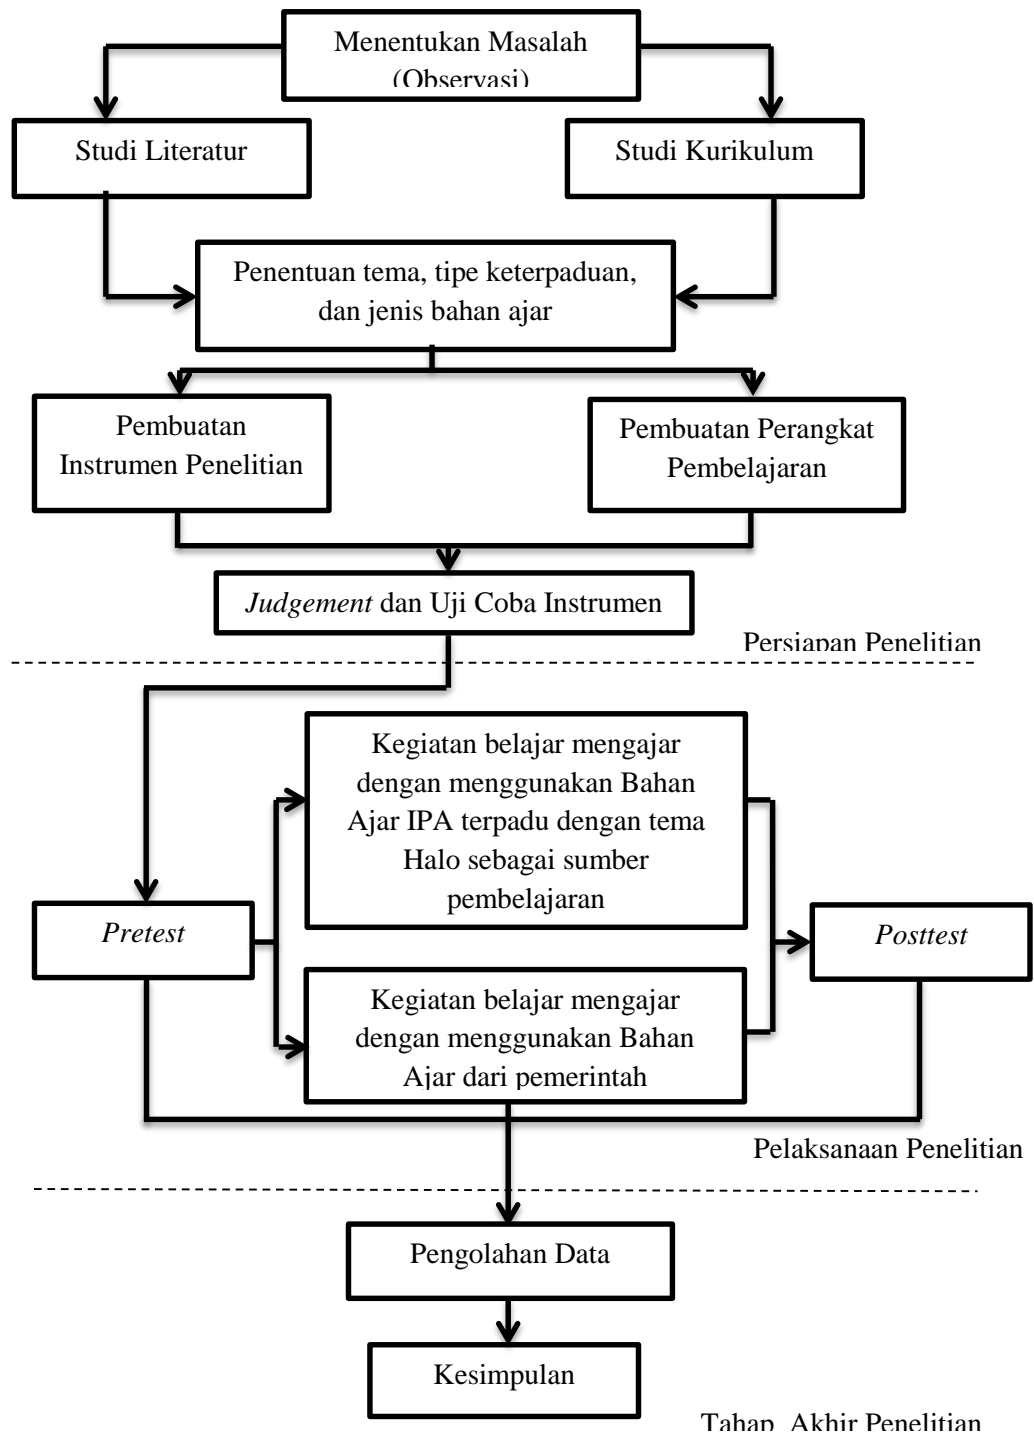 Menentukan Masalah
(Observasi)
Studi Literatur
Studi Kurikulum
Penentuan tema, tipe keterpaduan,
dan jenis bahan ajar
Pembuatan
Instrumen Penelitian
Pembuatan Perangkat
Pembelajaran
Judgement dan Uji Coba Instrumen
Persiapan Penelitian
Kegiatan belajar mengajar
dengan menggunakan Bahan
Ajar IPA terpadu dengan tema
Halo sebagai sumber
pembelajaran
Pretest
Posttest
Kegiatan belajar mengajar
dengan menggunakan Bahan
Ajar dari pemerintah
Pelaksanaan Penelitian
Pengolahan Data
Kesimpulan
Tahap Akhir Penelitian